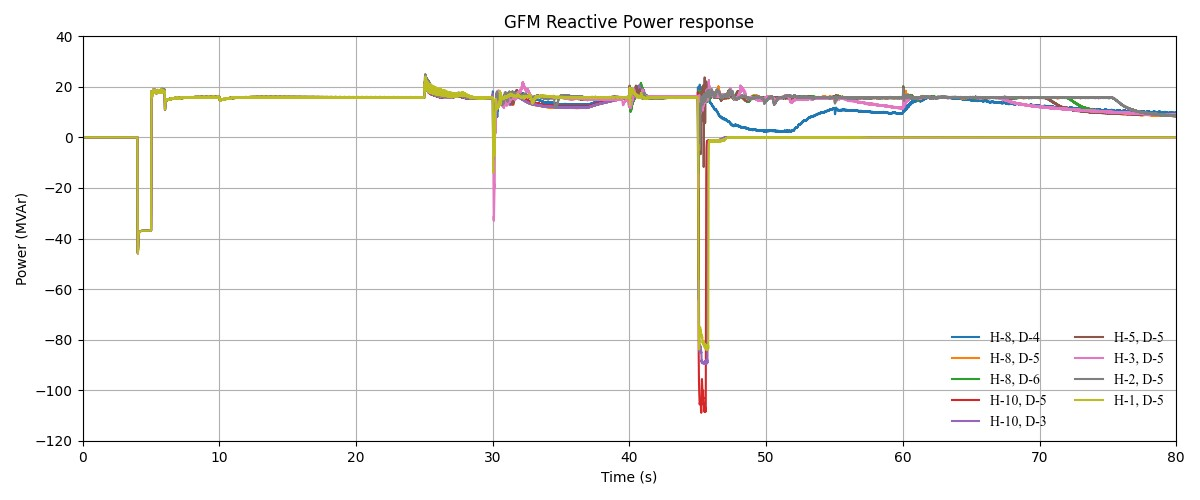 GFM Reactive Power response
40
20
0
−20
−40
−60
−80
−100
−120
Power (MVAr)
H-8, D-4
H-8, D-5
H-8, D-6
H-10, D-5
H-10, D-3
H-5, D-5
H-3, D-5
H-2, D-5
H-1, D-5
0 10 20 30 40 50 60 70 80
Time (s)